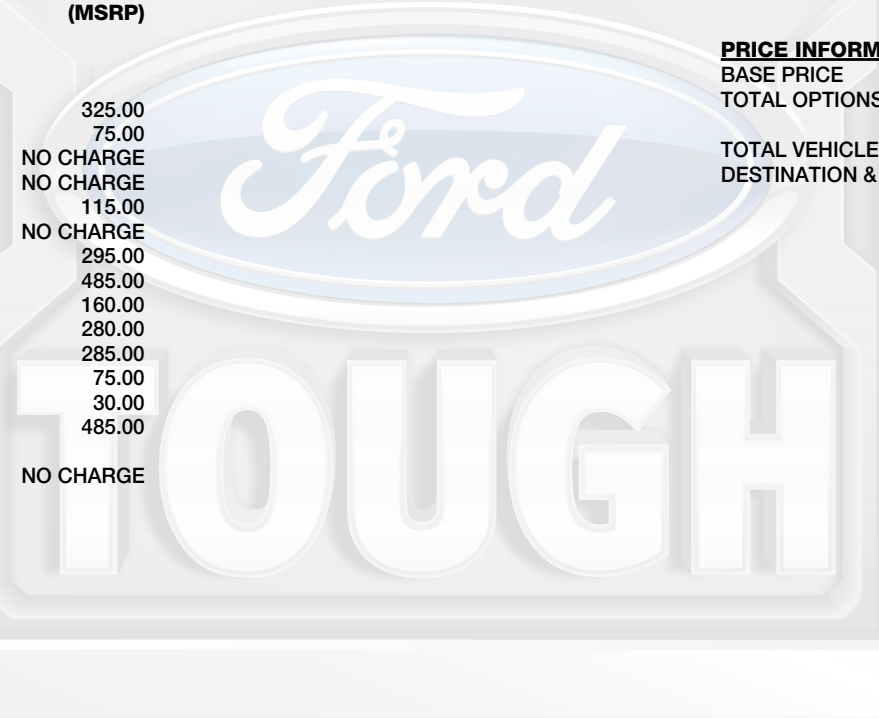 (MSRP)
325.00
75.00
NO CHARGE
NO CHARGE
115.00
NO CHARGE
295.00
485.00
160.00
280.00
285.00
75.00
30.00
485.00
NO CHARGE
PRICE INFORM
BASE PRICE
TOTAL OPTIONS
TOTAL VEHICLE
DESTINATION &
Ford
TOUGH